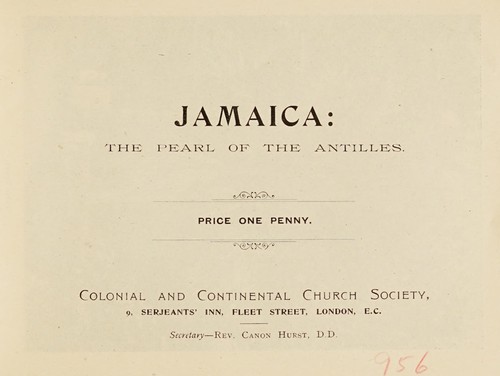 JAMAICA:
THE PEARL OF THE ANTILLES.
PRICE ONE PENNY.
COLONIAL AND CONTINENTAL CHURCH SOCIETY,
9, SERJEANTS' INN, FLEET STREET, LONDON, E.C.
Secretary—REV. CANON HURST, D.D.
956